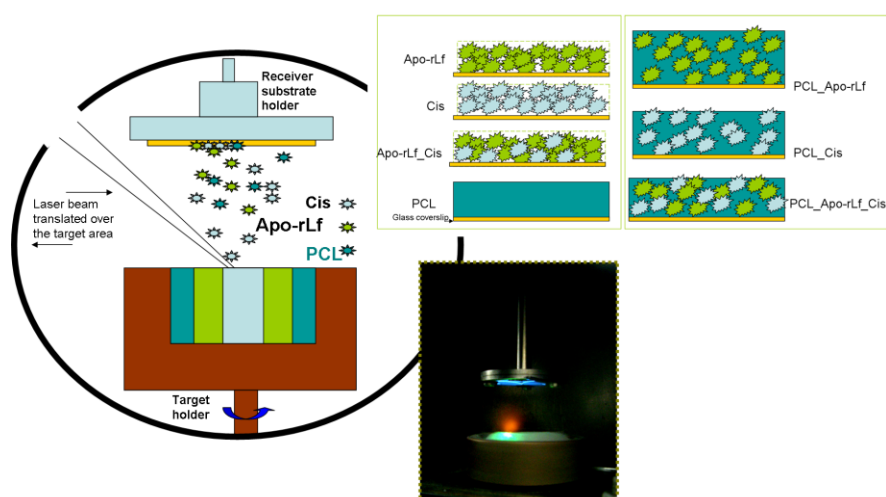 Receiver
substrate
holder
Laser beam
translated over
the target area
Cis
Apo-rLf
PCL
Target
holder
Apo-rLf
Cis
Apo-rLf_Cis
PCL
Glass coverslip
PCL_Apo-rLf
PCL_Cis
PCL_Apo-rLf_Cis